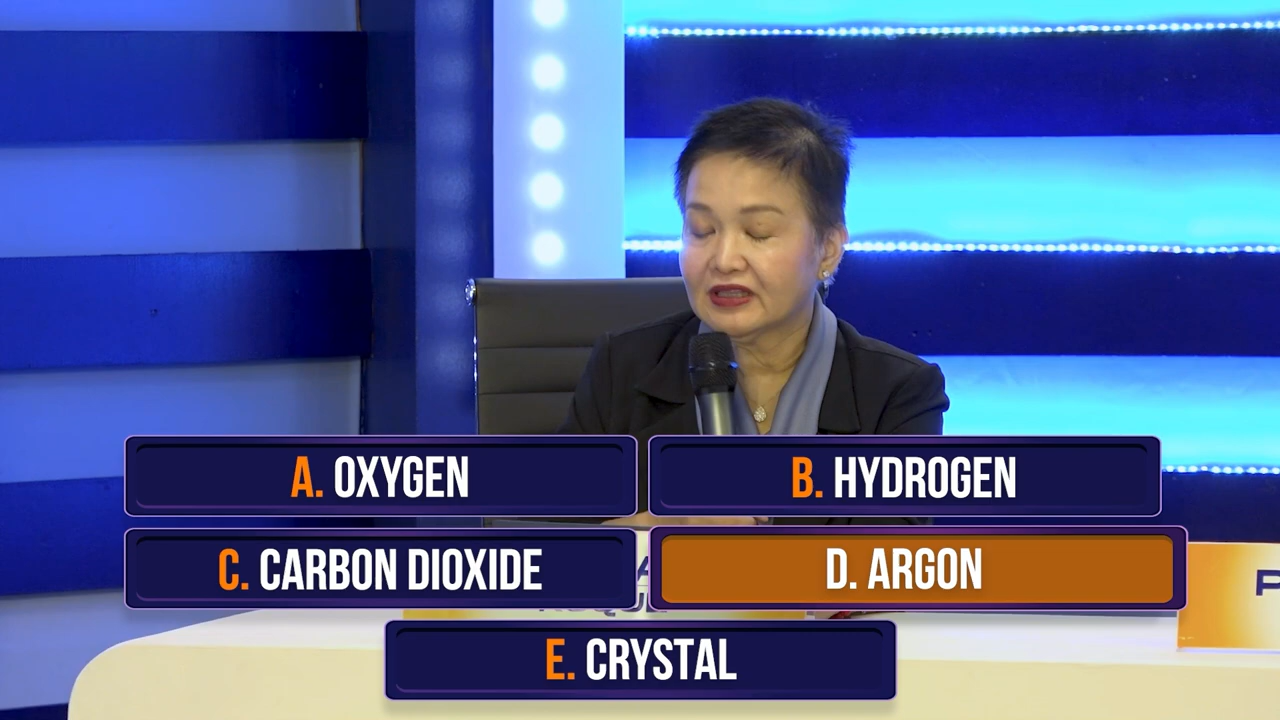 A. OXYGEN
B. HYDROGEN
C. CARBON DIOXIDE
D. ARGON
E. CRYSTAL